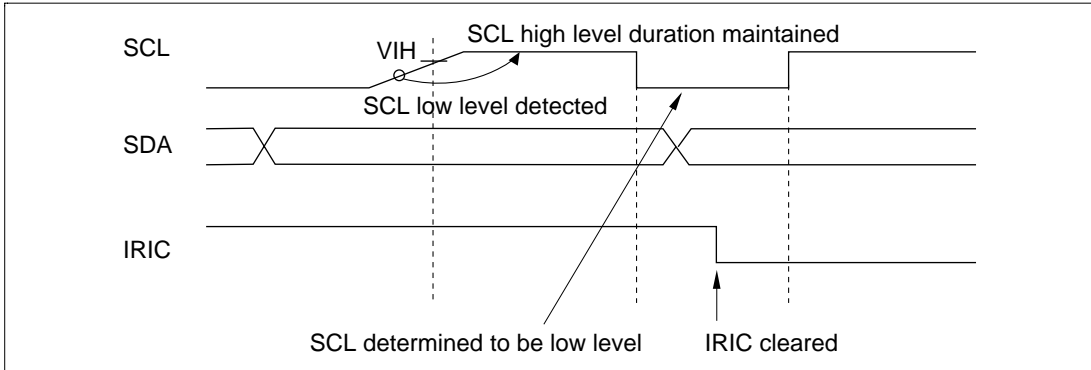 SCL high level duration maintained
SCL
VIH
SCL low level detected
SDA
IRIC
SCL determined to be low level
IRIC cleared